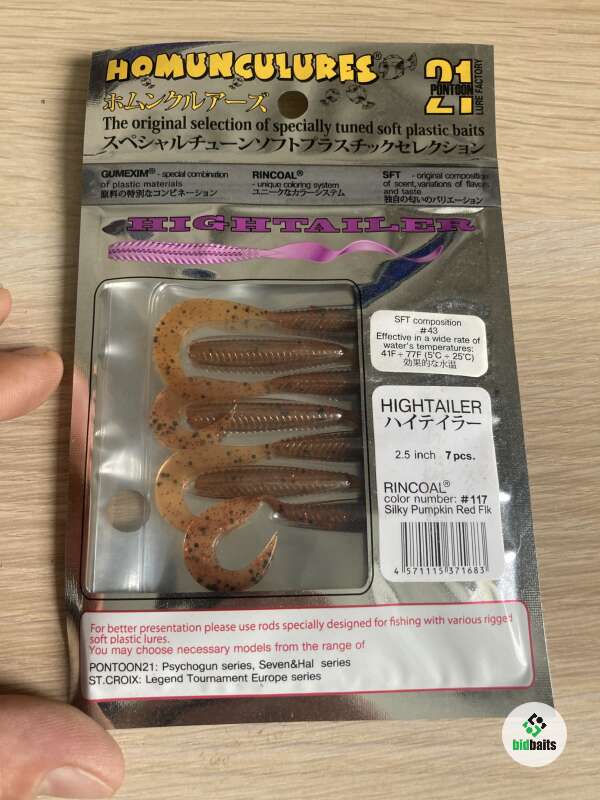 HOMUNCULURES®
ホムンクルアーズ
21
PONTOON
LURE FACTORY
The original selection of specially tuned soft plastic baits
スペシャルチューンソフトプラスチックセレクション
GUMEXIM® - special combination
of plastic materials
原料の特別なコンビネーション
RINCOAL®
- unique coloring system
ユニークなカラーシステム
SFT - original composition
of scent, variations of flavors
and taste
独自の匂いのバリエーション
HIGHTAILER
SFT composition
#43
Effective in a wide rate of
water's temperatures:
41F ÷ 77F (5℃ ÷ 25℃)
効果的な水温
HIGHTAILER
ハイテイラー
2.5 inch 7 pcs.
RINCOAL®
color number: #117
Silky Pumpkin Red Flk
4 571115 371683
For better presentation please use rods specially designed for fishing with various rigged
soft plastic lures.
You may choose necessary models from the range of
PONTOON21: Psychogun series, Seven&Hal series
ST.CROIX: Legend Tournament Europe series
bidbaits